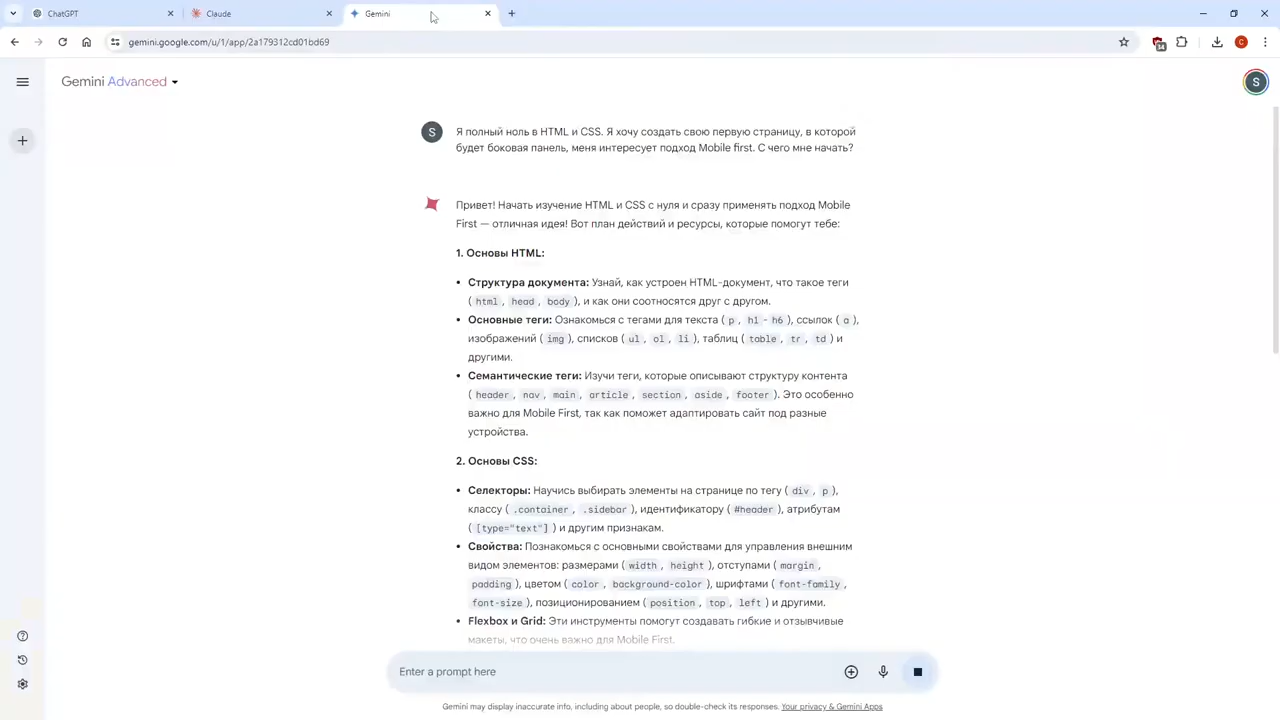 ChatGPT
Claude
Gemini
gemini.google.com/u/1/app/2a179312cd01bd69
14
C
Gemini Advanced
S
S
Я полный ноль в HTML и CSS. Я хочу создать свою первую страницу, в которой
будет боковая панель, меня интересует подход Mobile first. С чего мне начать?
Привет! Начать изучение HTML и CSS с нуля и сразу применять подход Mobile
First — отличная идея! Вот план действий и ресурсы, которые помогут тебе:
1. Основы HTML:
• Структура документа: Узнай, как устроен HTML-документ, что такое теги
( html , head , body ), и как они соотносятся друг с другом.
• Основные теги: Ознакомься с тегами для текста ( p , h1 - h6 ), ссылок ( a ),
изображений ( img ), списков ( ul , ol , li ), таблиц ( table , tr , td ) и
другими.
• Семантические теги: Изучи теги, которые описывают структуру контента
( header , nav , main , article , section , aside , footer ). Это особенно
важно для Mobile First, так как поможет адаптировать сайт под разные
устройства.
2. Основы CSS:
• Селекторы: Научись выбирать элементы на странице по тегу ( div , p ),
классу ( .container , .sidebar ), идентификатору ( #header ), атрибутам
( [type="text"] ) и другим признакам.
• Свойства: Познакомься с основными свойствами для управления внешним
видом элементов: размерами ( width , height ), отступами ( margin ,
padding ), цветом ( color , background-color ), шрифтами ( font-family ,
font-size ), позиционированием ( position , top , left ) и другими.
• Flexbox и Grid: Эти инструменты помогут создавать гибкие и отзывчивые
макеты, что очень важно для Mobile First.
Enter a prompt here
Gemini may display inaccurate info, including about people, so double-check its responses. Your privacy & Gemini Apps